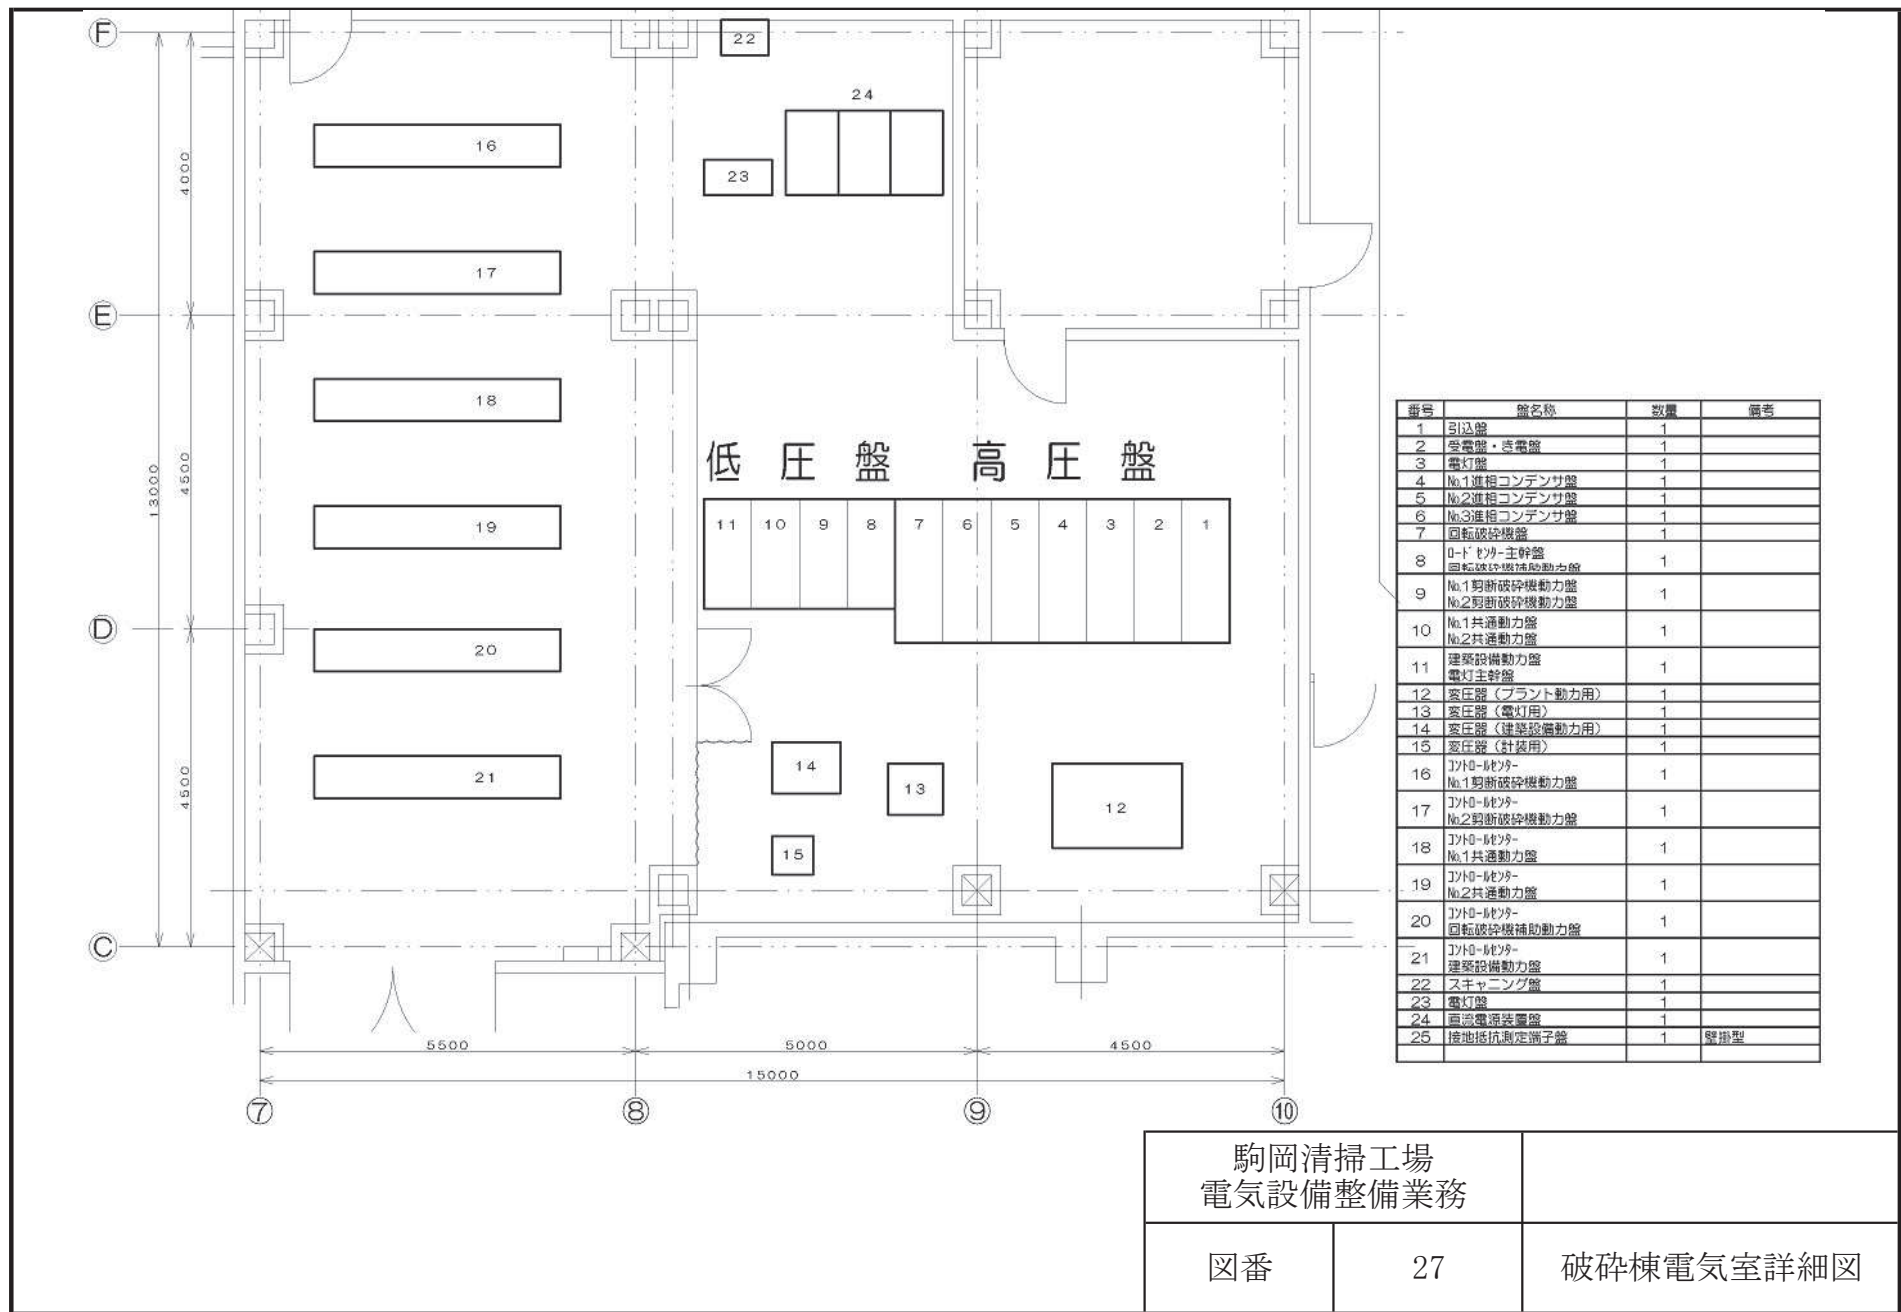 F
22
24
16
23
4000
17
E
18
低圧盤 高圧盤
13000
4500
19
11 10 9 8 7 6 5 4 3 2 1
D
20
14
13
12
21
4500
15
C
5500 5000 4500
15000
7 8 9 10
番号 盤名称 数量 備考
1 引込盤 1
2 受電盤・き電盤 1
3 電灯盤 1
4 No.1進相コンデンサ盤 1
5 No.2進相コンデンサ盤 1
6 No.3進相コンデンサ盤 1
7 回転破砕機盤 1
8 ロードセンター主幹盤 1
回転破砕機補助動力盤
9 No.1剪断破砕機動力盤 1
No.2剪断破砕機動力盤
10 No.1共通動力盤 1
No.2共通動力盤
11 建築設備動力盤 1
電灯主幹盤
12 変圧器（プラント動力用） 1
13 変圧器（電灯用） 1
14 変圧器（建築設備動力用） 1
15 変圧器（計装用） 1
16 コントロールセンター 1
No.1剪断破砕機動力盤
17 コントロールセンター 1
No.2剪断破砕機動力盤
18 コントロールセンター 1
No.1共通動力盤
19 コントロールセンター 1
No.2共通動力盤
20 コントロールセンター 1
回転破砕機補助動力盤
21 コントロールセンター 1
建築設備動力盤
22 スキャニング盤 1
23 電灯盤 1
24 直流電源装置盤 1
25 接地抵抗測定端子盤 1 壁掛型
駒岡清掃工場
電気設備整備業務
図番 27 破砕棟電気室詳細図